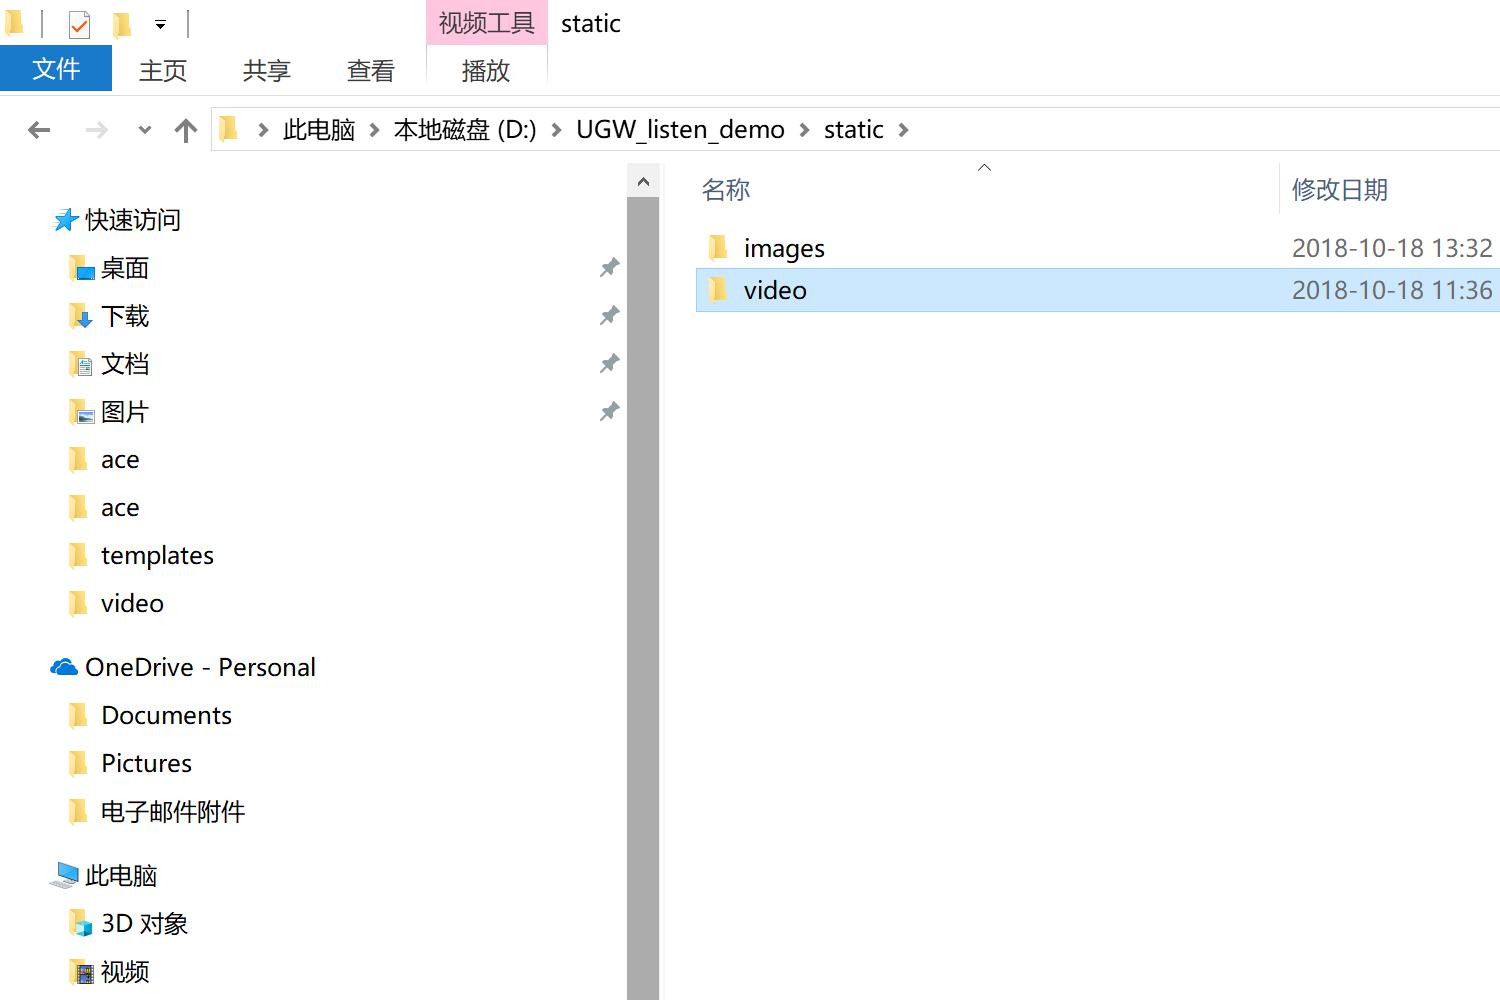 视频工具 static
文件 主页 共享 查看 播放
此电脑 本地磁盘 (D:) UGW_listen_demo static
名称 修改日期
images 2018-10-18 13:32
video 2018-10-18 11:36
快速访问
桌面
下载
文档
图片
ace
ace
templates
video
OneDrive - Personal
Documents
Pictures
电子邮件附件
此电脑
3D 对象
视频